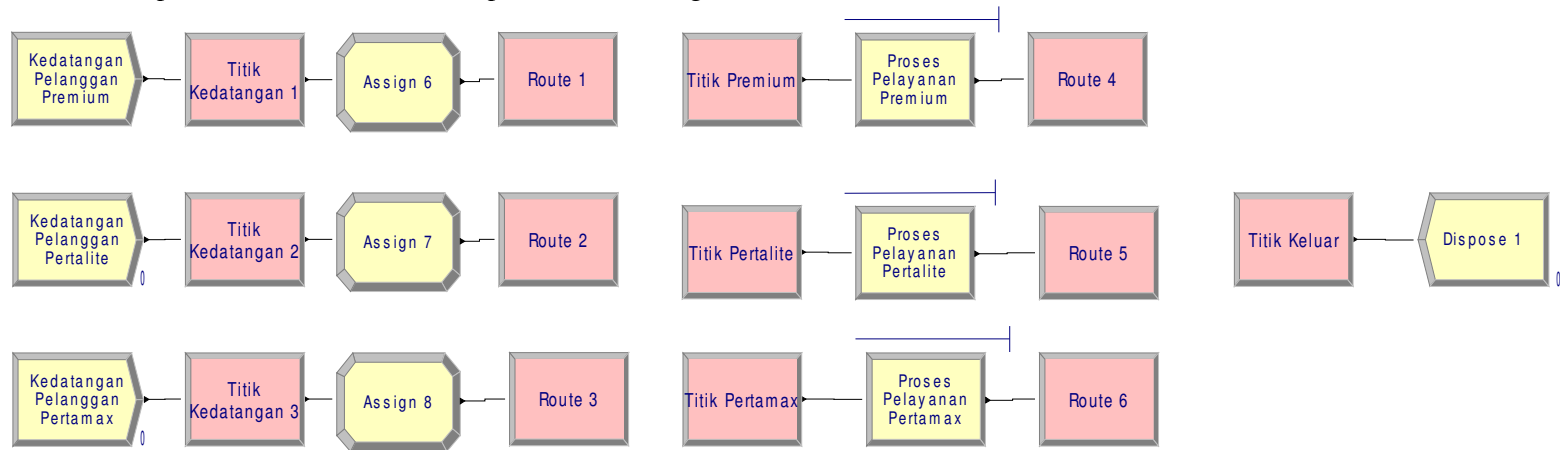 Kedatangan
Pelanggan
Premium
Titik
Kedatangan 1
Assign 6
Route 1
Titik Premium
Proses
Pelayanan
Premium
Route 4
Kedatangan
Pelanggan
Pertalite
0
Titik
Kedatangan 2
Assign 7
Route 2
Titik Pertalite
Proses
Pelayanan
Pertalite
Route 5
Titik Keluar
Dispose 1
0
Kedatangan
Pelanggan
Pertamax
0
Titik
Kedatangan 3
Assign 8
Route 3
Titik Pertamax
Proses
Pelayanan
Pertamax
Route 6